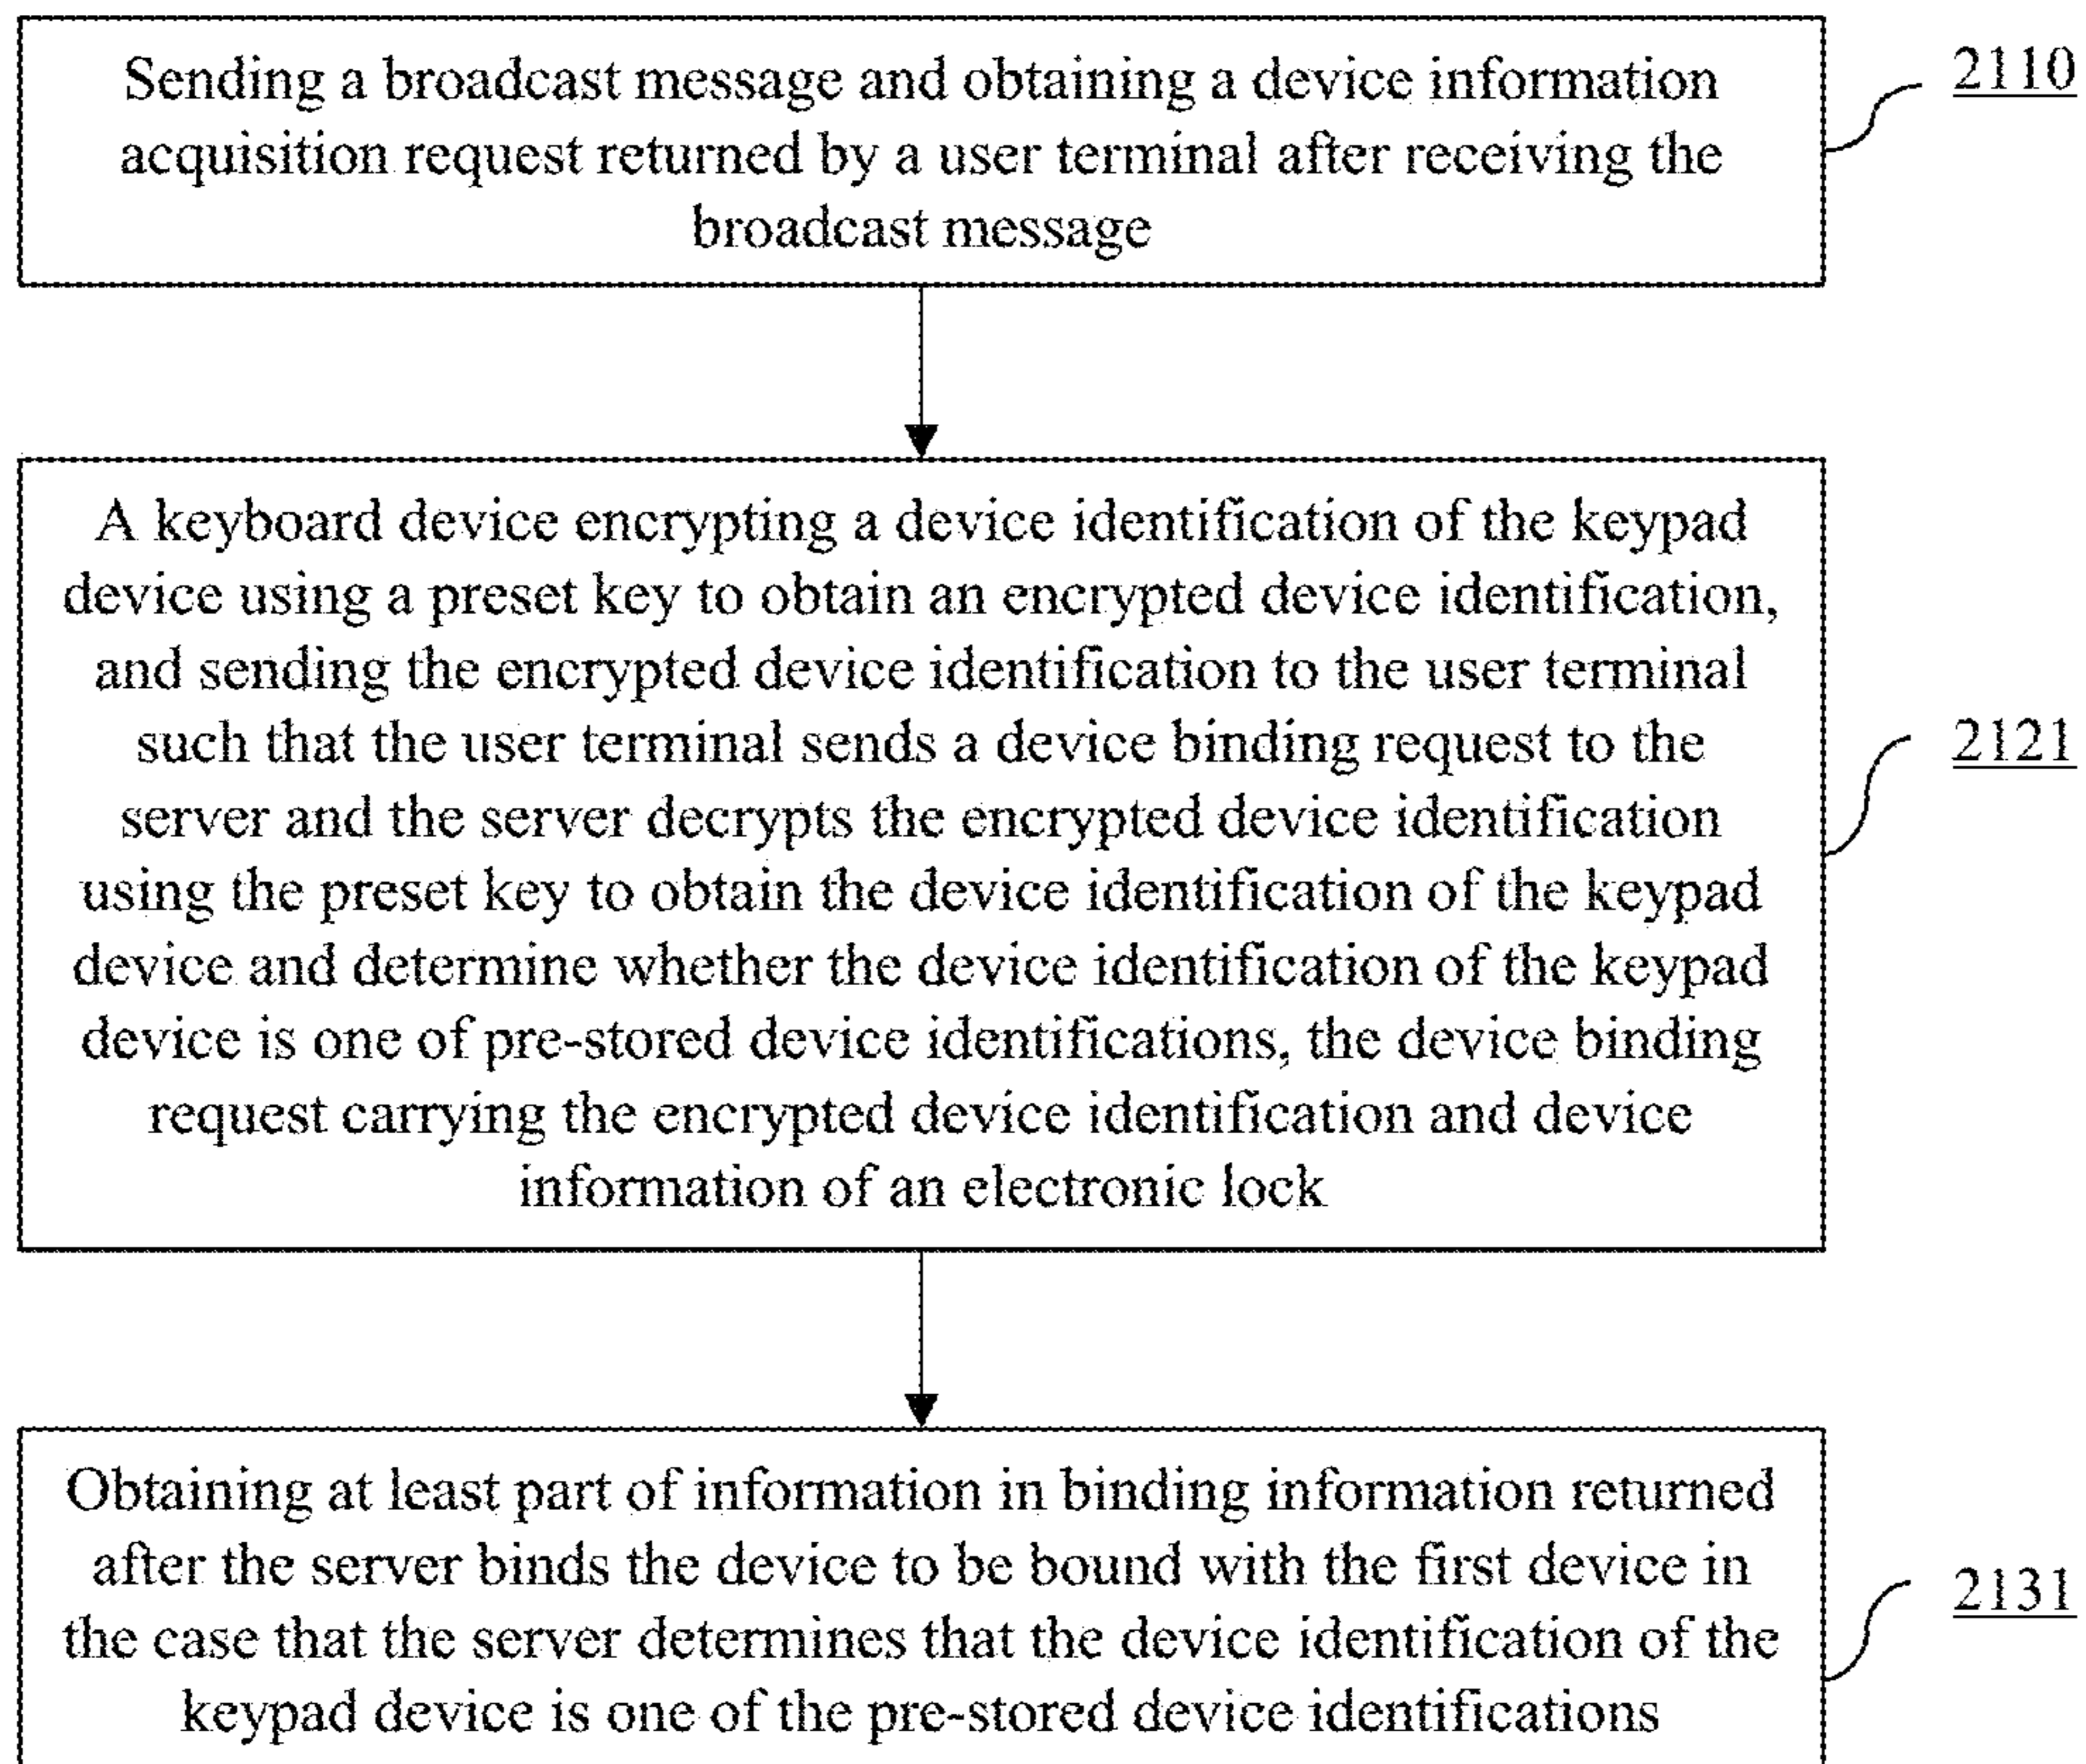 Sending a broadcast message and obtaining a device information
acquisition request returned by a user terminal after receiving the
broadcast message
2110
A keyboard device encrypting a device identification of the keypad
device using a preset key to obtain an encrypted device identification,
and sending the encrypted device identification to the user terminal
such that the user terminal sends a device binding request to the
server and the server decrypts the encrypted device identification
using the preset key to obtain the device identification of the keypad
device and determine whether the device identification of the keypad
device is one of pre-stored device identifications, the device binding
request carrying the encrypted device identification and device
information of an electronic lock
2121
Obtaining at least part of information in binding information returned
after the server binds the device to be bound with the first device in
the case that the server determines that the device identification of the
keypad device is one of the pre-stored device identifications
2131